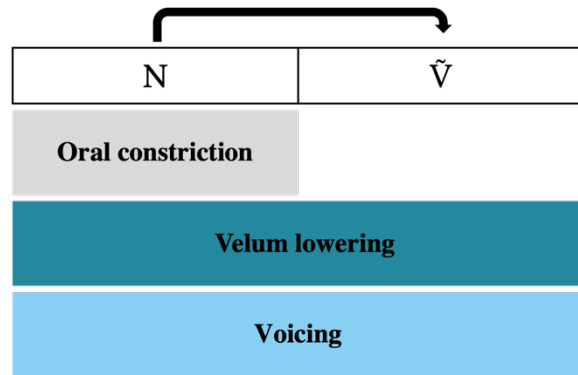 N Ṽ
Oral constriction
Velum lowering
Voicing